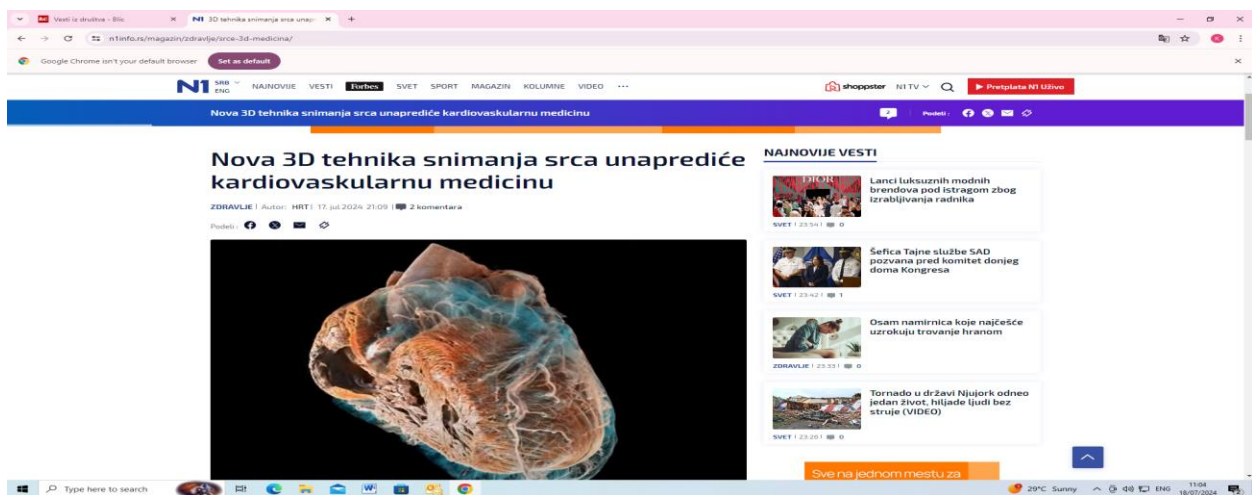 Vesti iz društva - Blic
N1 3D tehnika snimanja srca unapr
n1info.rs/magazin/zdravlje/srce-3d-medicina/
Google Chrome isn't your default browser Set as default
N1 SRB ENG NAJNOVIJE VESTI Forbes SVET SPORT MAGAZIN KOLUMNE VIDEO ... shoppster N1 TV Pretplata N1 Uživo
Nova 3D tehnika snimanja srca unaprediće kardiovaskularnu medicinu 2 Podeli:
Nova 3D tehnika snimanja srca unaprediće
kardiovaskularnu medicinu
ZDRAVLJE | Autor: HRT | 17. jul 2024 21:09 | 2 komentara
Podeli:
NAJNOVIJE VESTI
DIOR
Lanci luksuznih modnih
brendova pod istragom zbog
izrabljivanja radnika
SVET | 23:54 | 0
Šefica Tajne službe SAD
pozvana pred komitet donjeg
doma Kongresa
SVET | 23:42 | 1
Osam namirnica koje najčešće
uzrokuju trovanje hranom
ZDRAVLJE | 23:33 | 0
Tornado u državi Njujork odneo
jedan život, hiljade ljudi bez
struje (VIDEO)
SVET | 23:28 | 0
Sve na jednom mestu za
Type here to search 29°C Sunny ENG 11:04
18/07/2024